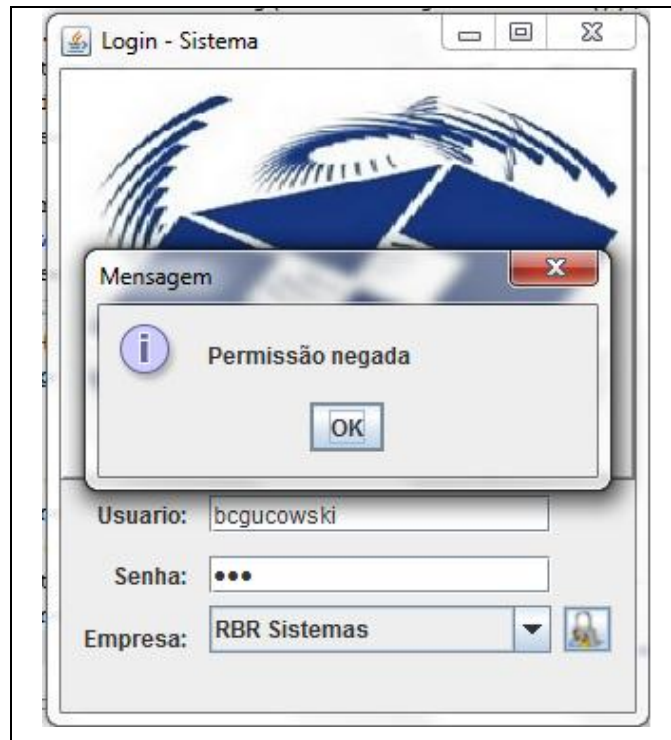 Login - Sistema
Mensagem
Permissão negada
OK
Usuario: bcgucowski
Senha: •••
Empresa: RBR Sistemas